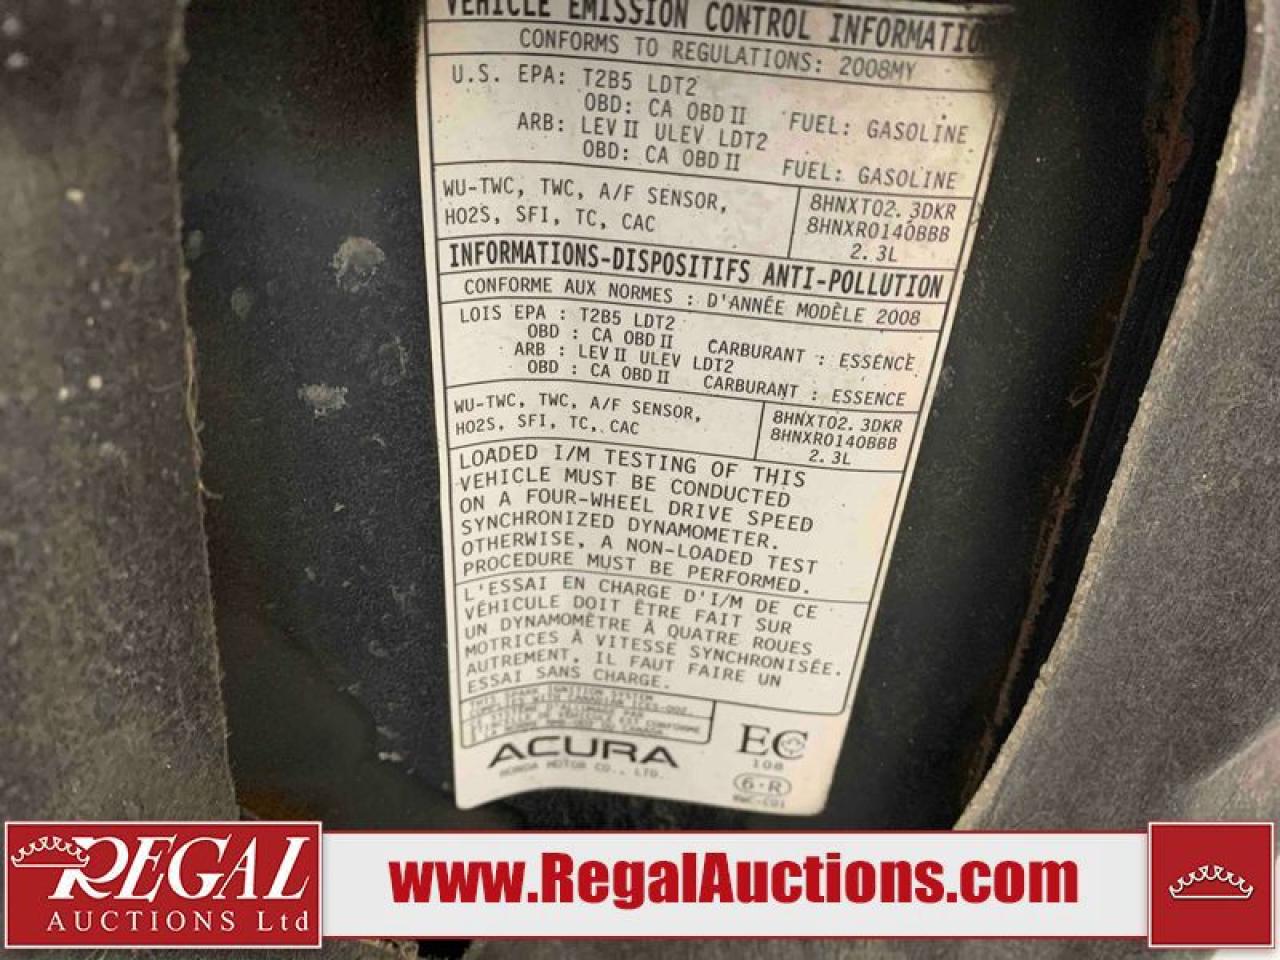 VEHICLE EMISSION CONTROL INFORMATIO
CONFORMS TO REGULATIONS: 2008MY
U.S. EPA: T2B5 LDT2
OBD: CA OBD II FUEL: GASOLINE
ARB: LEV II ULEV LDT2
OBD: CA OBD II FUEL: GASOLINE
WU-TWC, TWC, A/F SENSOR,
HO2S, SFI, TC, CAC
8HNXT02.3DKR
8HNXR0140BBB
2.3L
INFORMATIONS-DISPOSITIFS ANTI-POLLUTION
CONFORME AUX NORMES : D'ANNÉE MODÈLE 2008
LOIS EPA : T2B5 LDT2
OBD : CA OBD II CARBURANT : ESSENCE
ARB : LEV II ULEV LDT2
OBD : CA OBD II CARBURANT : ESSENCE
WU-TWC, TWC, A/F SENSOR,
HO2S, SFI, TC, CAC
8HNXT02.3DKR
8HNXR0140BBB
2.3L
LOADED I/M TESTING OF THIS
VEHICLE MUST BE CONDUCTED
ON A FOUR-WHEEL DRIVE SPEED
SYNCHRONIZED DYNAMOMETER.
OTHERWISE, A NON-LOADED TEST
PROCEDURE MUST BE PERFORMED.
L'ESSAI EN CHARGE D'I/M DE CE
VÉHICULE DOIT ÊTRE FAIT SUR
UN DYNAMOMÈTRE À QUATRE ROUES
MOTRICES À VITESSE SYNCHRONISÉE.
AUTREMENT, IL FAUT FAIRE UN
ESSAI SANS CHARGE.
THIS SPARK IGNITION SYSTEM
ACURA
HONDA MOTOR CO., LTD.
EC
108
6-R
REGAL
AUCTIONS Ltd
www.RegalAuctions.com